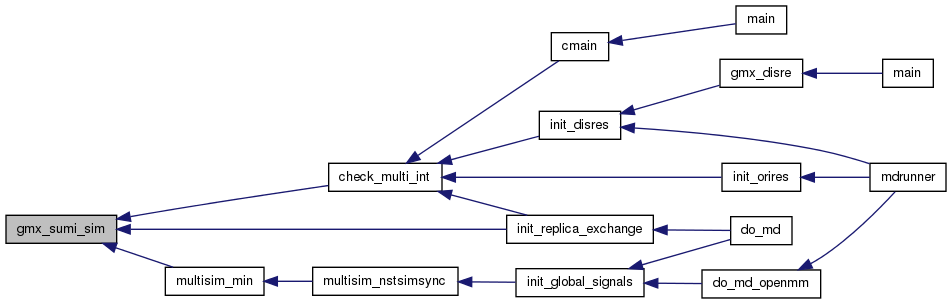 main
cmain
gmx_disre
main
init_disres
check_multi_int
init_orires
mdrunner
gmx_sumi_sim
init_replica_exchange
do_md
multisim_min
multisim_nstsimsync
init_global_signals
do_md_openmm